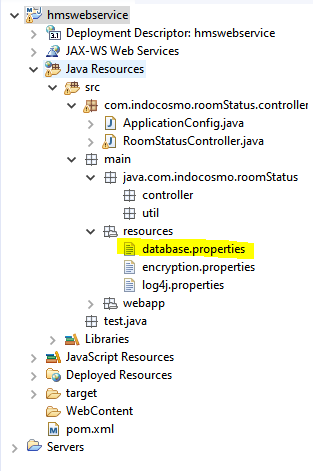 hmswebservice
Deployment Descriptor: hmswebservice
JAX-WS Web Services
Java Resources
src
com.indocosmo.roomStatus.controller
ApplicationConfig.java
RoomStatusController.java
main
java.com.indocosmo.roomStatus
controller
util
resources
database.properties
encryption.properties
log4j.properties
webapp
test.java
Libraries
JavaScript Resources
Deployed Resources
target
WebContent
pom.xml
Servers